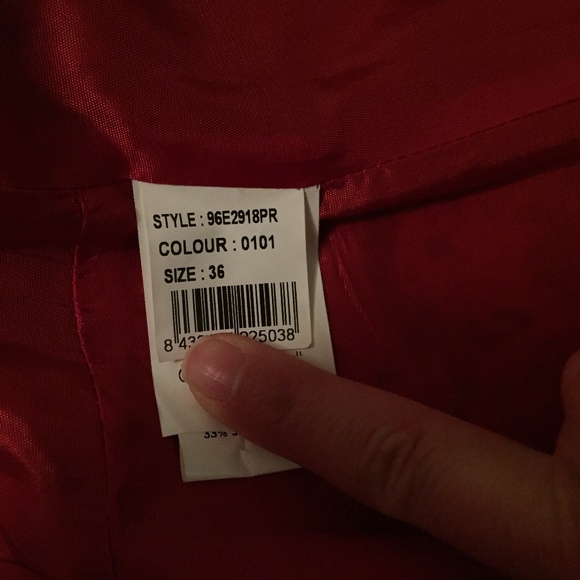 STYLE : 96E2918PR
COLOUR : 0101
SIZE : 36
8 43 225038
33%